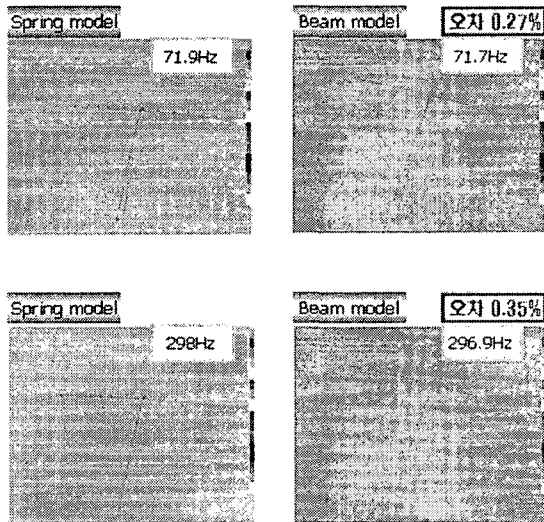 Spring model
Beam model
오차 0.27%
71.9Hz
71.7Hz
Spring model
Beam model
오차 0.35%
298Hz
296.9Hz